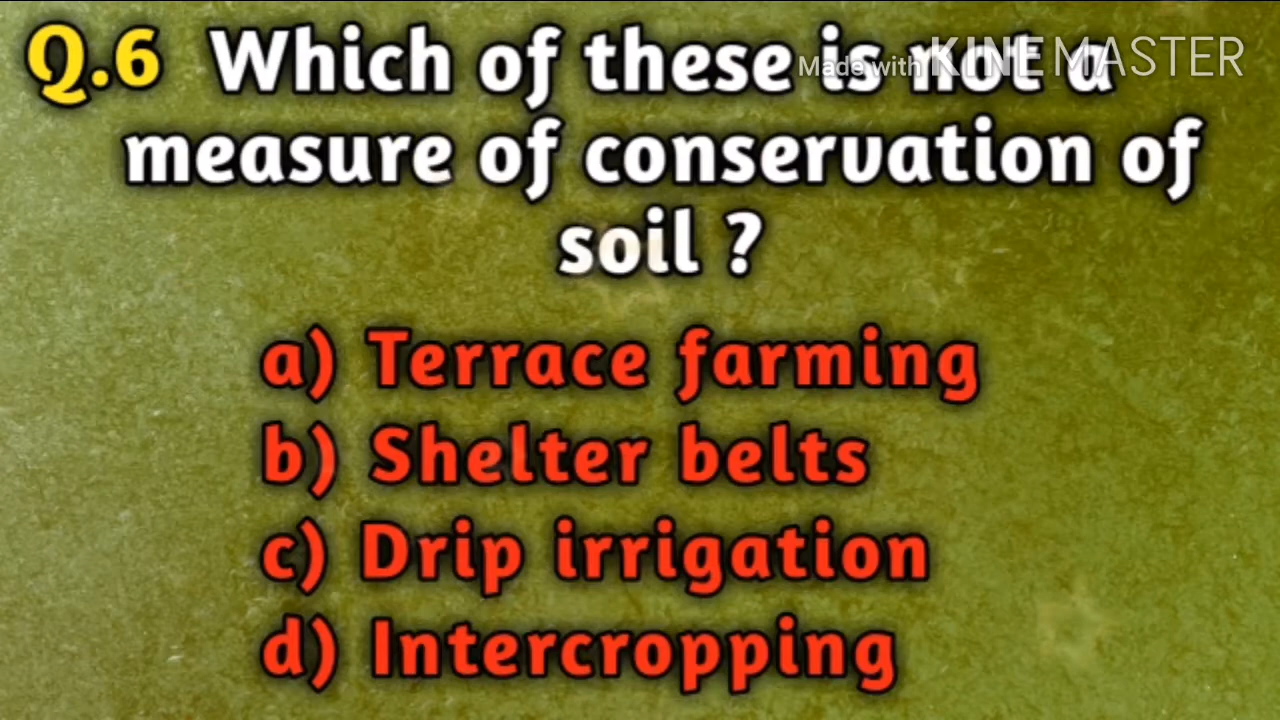 Q.6 Which of these is not a
Made with KINEMASTER
measure of conservation of
soil ?
a) Terrace farming
b) Shelter belts
c) Drip irrigation
d) Intercropping